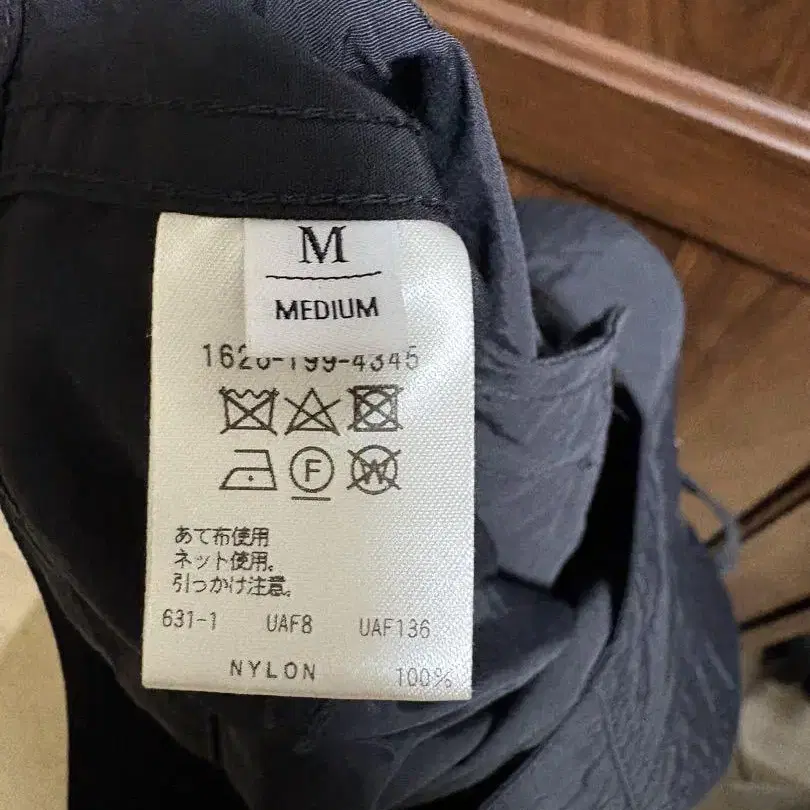 M
MEDIUM
1620-199-4345
F
W
あて布使用
ネット使用。
引っかけ注意。
631-1 UAF8 UAF136
NYLON 100%